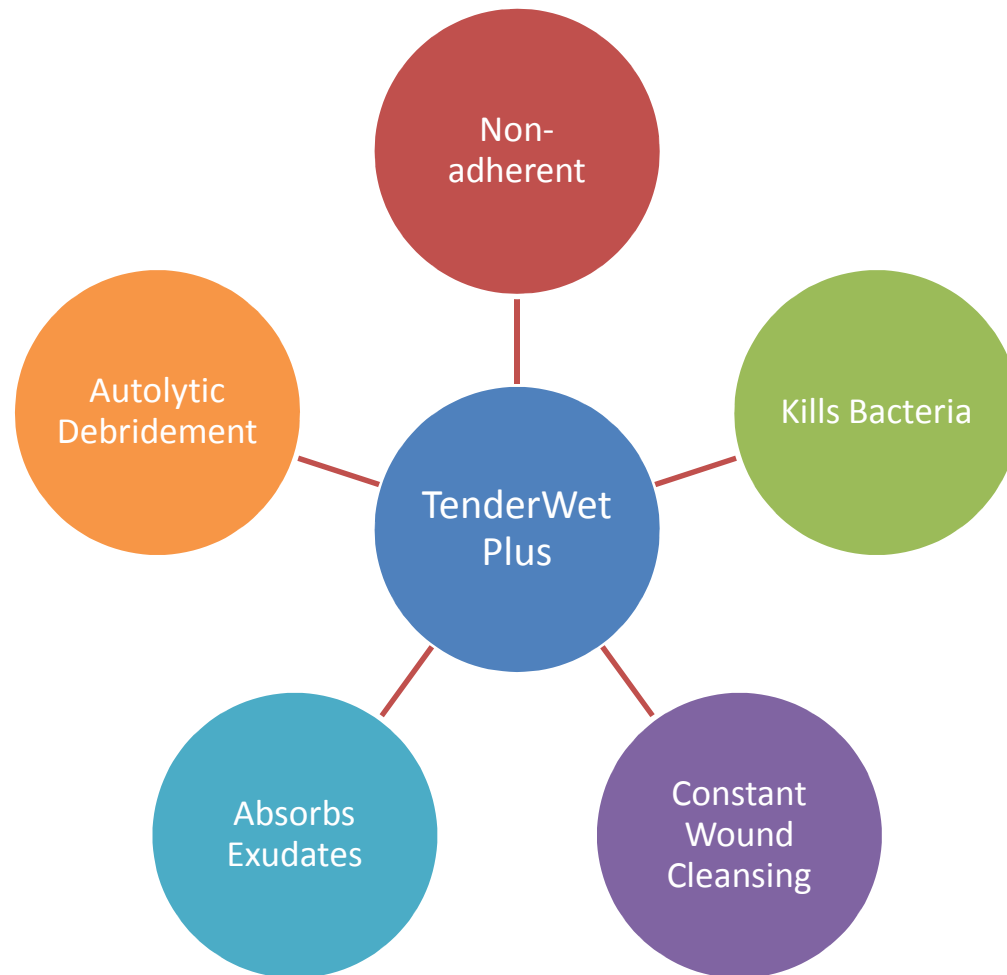 Non-
adherent
Kills Bacteria
Constant
Wound
Cleansing
Absorbs
Exudates
Autolytic
Debridement
TenderWet
Plus